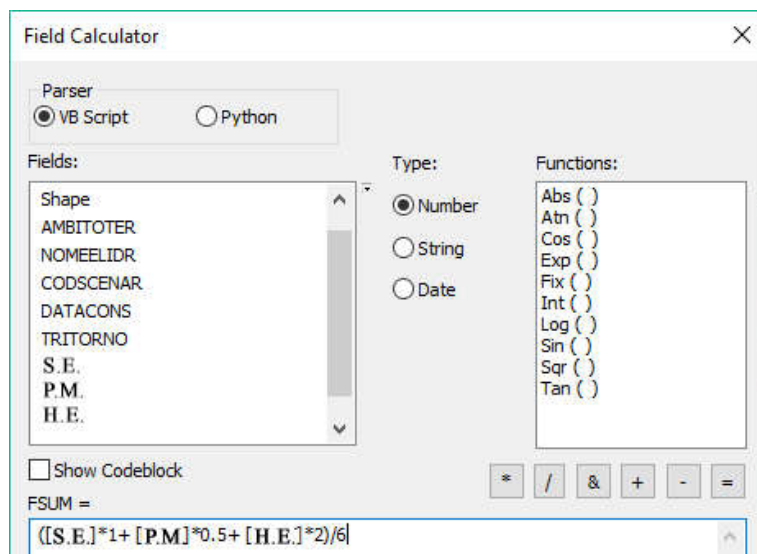 Field Calculator
Parser
VB Script Python
Fields: Type: Functions:
Shape
AMBITOTER
NOMEELIDR
CODSCENAR
DATACONS
TRITORNO
S.E.
P.M.
H.E.
Number
String
Date
Abs ( )
Atn ( )
Cos ( )
Exp ( )
Fix ( )
Int ( )
Log ( )
Sin ( )
Sqr ( )
Tan ( )
Show Codeblock
* / & + - =
FSUM =
([S.E.]*1+ [P.M]*0.5+ [H.E.]*2)/6